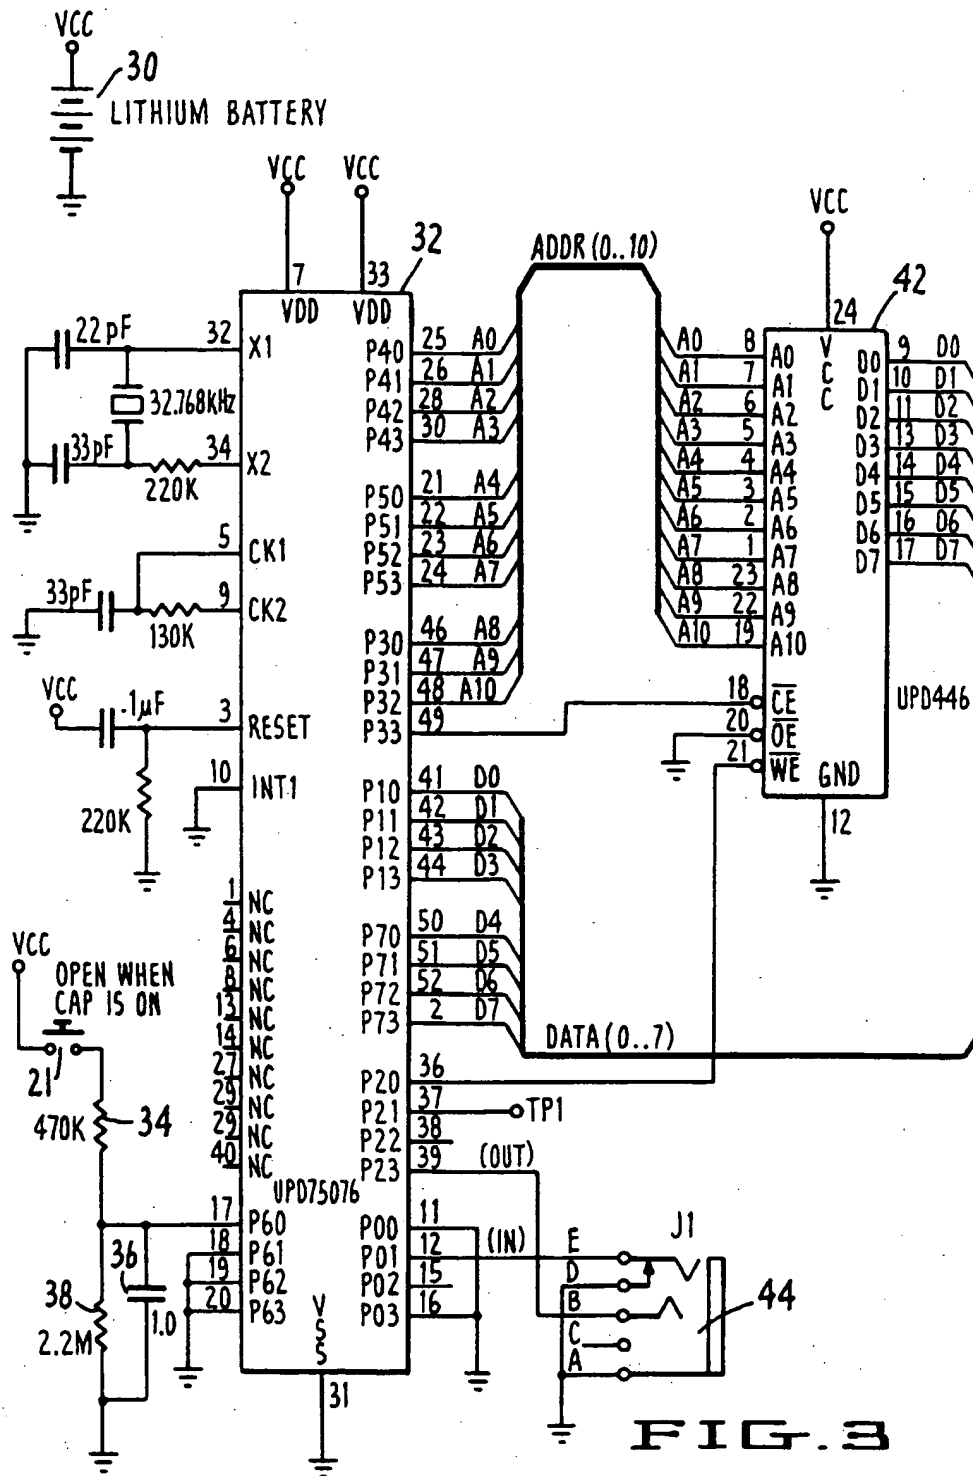 VCC
30
LITHIUM BATTERY
VCC VCC
7 33 32
VDD VDD
22pF 32 X1
32.768KHz
33pF 34 X2
220K
5 CK1
33pF 9 CK2
130K
VCC .1µF 3 RESET
10 INT1
220K
1 NC
4 NC
6 NC
8 NC
13 NC
14 NC
27 NC
29 NC
29 NC
40 NC
VCC
OPEN WHEN
CAP IS ON
21
470K 34
UPD75076
17 P60
18 P61
19 P62
20 P63
36
1.0
38
2.2M
VSS
31
P40 25 A0
P41 26 A1
P42 28 A2
P43 30 A3
P50 21 A4
P51 22 A5
P52 23 A6
P53 24 A7
P30 46 A8
P31 47 A9
P32 48 A10
P33 49
P10 41 D0
P11 42 D1
P12 43 D2
P13 44 D3
P70 50 D4
P71 51 D5
P72 52 D6
P73 2 D7
P20 36
P21 37 TP1
P22 38
P23 39 (OUT)
P00 11
P01 12 (IN)
P02 15
P03 16
ADDR (0..10)
DATA (0..7)
VCC
24 42
VCC
A0 8 A0
A1 7 A1
A2 6 A2
A3 5 A3
A4 4 A4
A5 3 A5
A6 2 A6
A7 1 A7
A8 23 A8
A9 22 A9
A10 19 A10
18 CE
20 OE
21 WE
D0 9 D0
D1 10 D1
D2 11 D2
D3 13 D3
D4 14 D4
D5 15 D5
D6 16 D6
D7 17 D7
UPD446
GND
12
J1
E
D
B
C
A
44
FIG.3